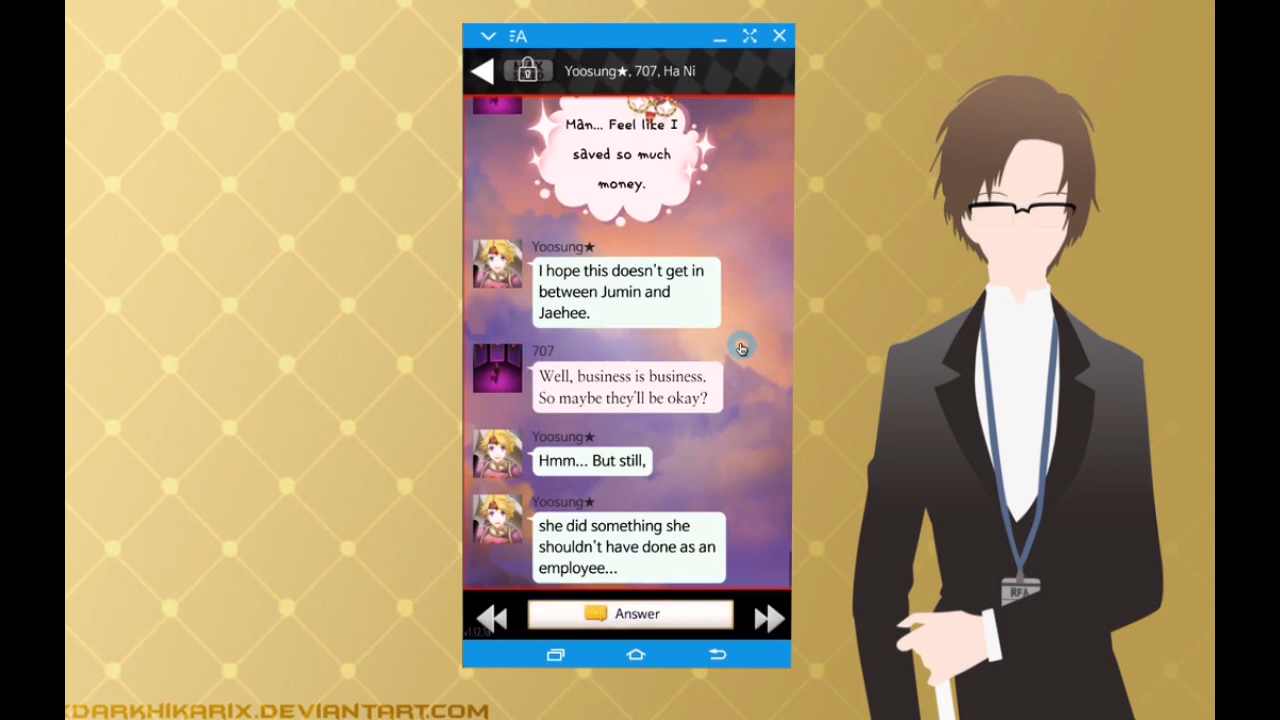 Yoosung★, 707, Ha Ni
Man... Feel like I
saved so much
money.
Yoosung★
I hope this doesn't get in
between Jumin and
Jaehee.
707
Well, business is business.
So maybe they'll be okay?
Yoosung★
Hmm... But still,
Yoosung★
she did something she
shouldn't have done as an
employee...
Answer
RFA
XDARKHIKARIX.DEVIANTART.COM